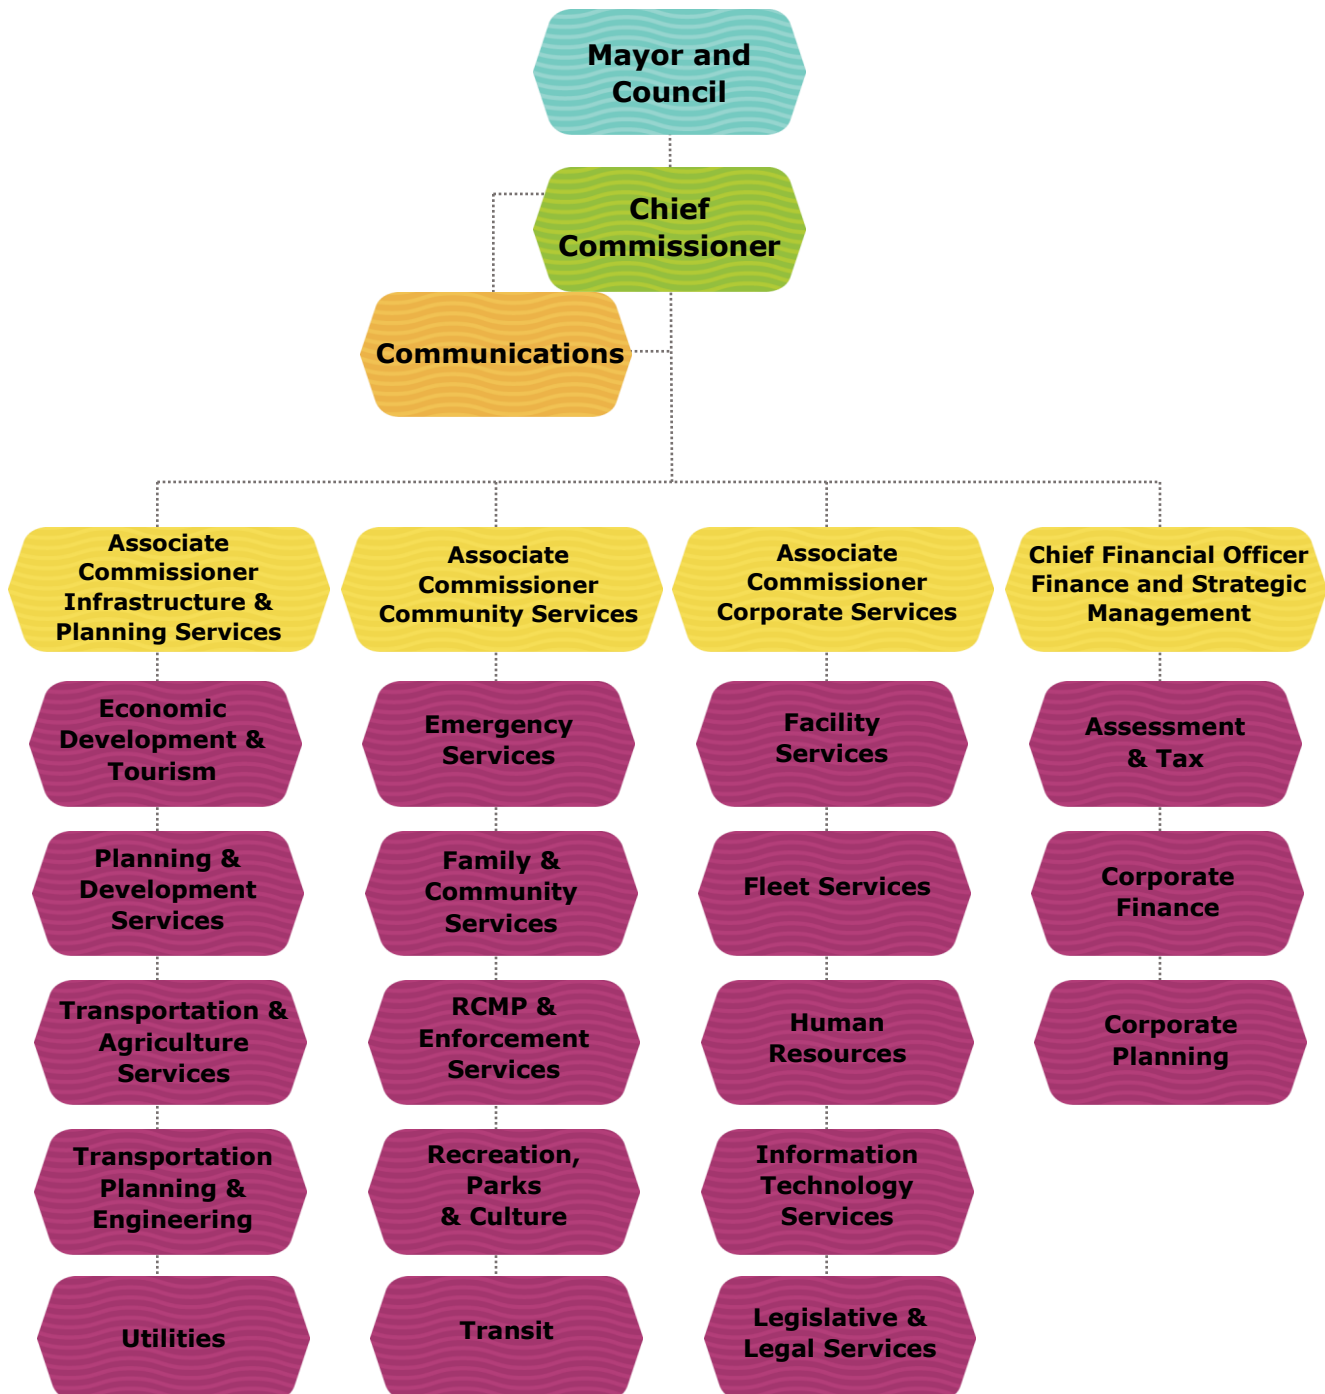 Mayor and
Council
Chief
Commissioner
Communications
Associate
Commissioner
Infrastructure &
Planning Services
Associate
Commissioner
Community Services
Associate
Commissioner
Corporate Services
Chief Financial Officer
Finance and Strategic
Management
Economic
Development &
Tourism
Emergency
Services
Facility
Services
Assessment
& Tax
Planning &
Development
Services
Family &
Community
Services
Fleet Services
Corporate
Finance
Transportation &
Agriculture
Services
RCMP &
Enforcement
Services
Human
Resources
Corporate
Planning
Transportation
Planning &
Engineering
Recreation,
Parks
& Culture
Information
Technology
Services
Utilities
Transit
Legislative &
Legal Services